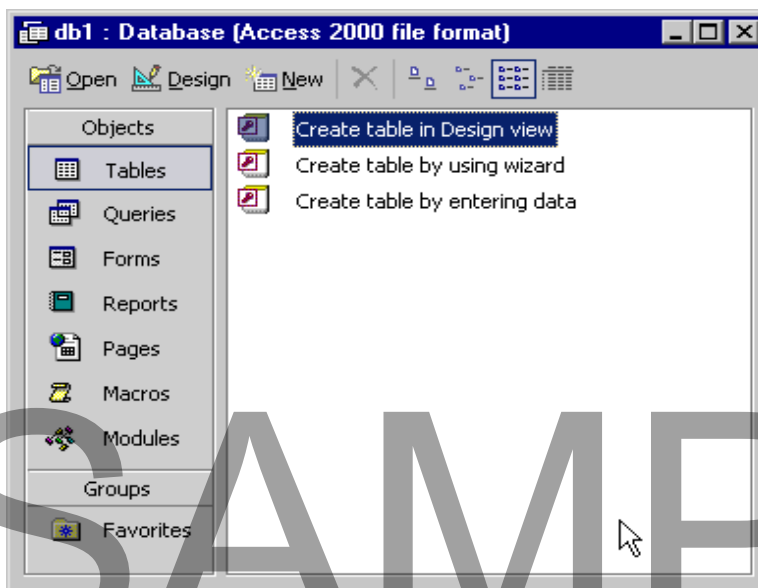 db1 : Database (Access 2000 file format)
Open Design New
Objects
Tables
Queries
Forms
Reports
Pages
Macros
Modules
Groups
Favorites
Create table in Design view
Create table by using wizard
Create table by entering data
SAMP